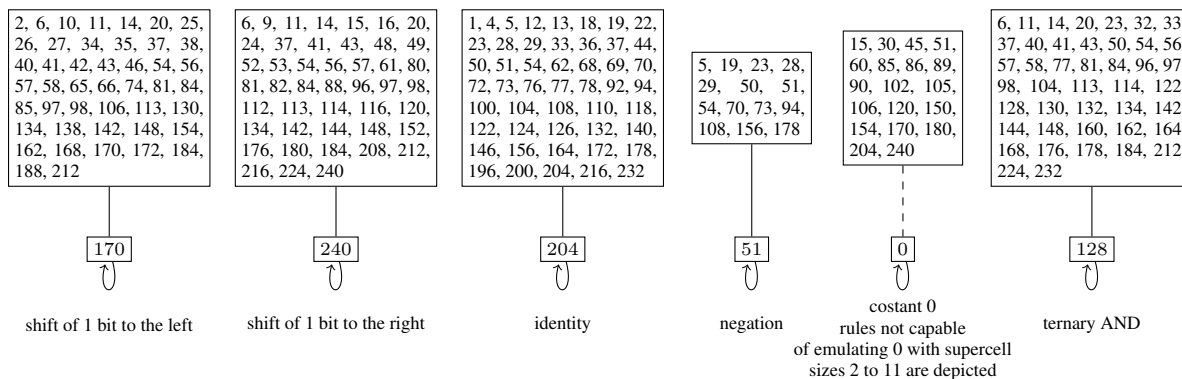 2, 6, 10, 11, 14, 20, 25,
26, 27, 34, 35, 37, 38,
40, 41, 42, 43, 46, 54, 56,
57, 58, 65, 66, 74, 81, 84,
85, 97, 98, 106, 113, 130,
134, 138, 142, 148, 154,
162, 168, 170, 172, 184,
188, 212
170
shift of 1 bit to the left
6, 9, 11, 14, 15, 16, 20,
24, 37, 41, 43, 48, 49,
52, 53, 54, 56, 57, 61, 80,
81, 82, 84, 88, 96, 97, 98,
112, 113, 114, 116, 120,
134, 142, 144, 148, 152,
176, 180, 184, 208, 212,
216, 224, 240
240
shift of 1 bit to the right
1, 4, 5, 12, 13, 18, 19, 22,
23, 28, 29, 33, 36, 37, 44,
50, 51, 54, 62, 68, 69, 70,
72, 73, 76, 77, 78, 92, 94,
100, 104, 108, 110, 118,
122, 124, 126, 132, 140,
146, 156, 164, 172, 178,
196, 200, 204, 216, 232
204
identity
5, 19, 23, 28,
29, 50, 51,
54, 70, 73, 94,
108, 156, 178
51
negation
15, 30, 45, 51,
60, 85, 86, 89,
90, 102, 105,
106, 120, 150,
154, 170, 180,
204, 240
0
costant 0
rules not capable
of emulating 0 with supercell
sizes 2 to 11 are depicted
6, 11, 14, 20, 23, 32, 33,
37, 40, 41, 43, 50, 54, 56,
57, 58, 77, 81, 84, 96, 97,
98, 104, 113, 114, 122,
128, 130, 132, 134, 142,
144, 148, 160, 162, 164,
168, 176, 178, 184, 212,
224, 232
128
ternary AND